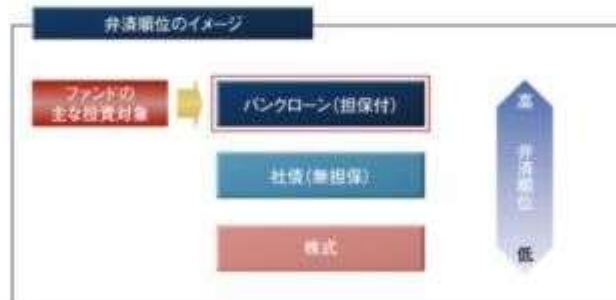 弁済順位のイメージ
ファンドの
主な投資対象
バンクローン(担保付)
社債(無担保)
株式
高
弁済順位
低